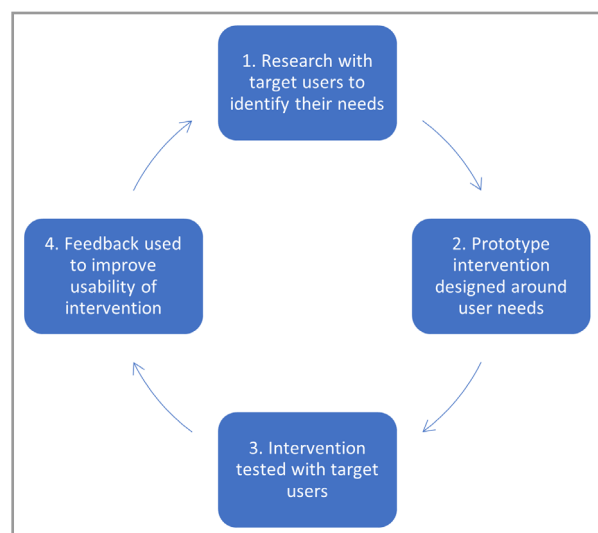 1. Research with
target users to
identify their needs
2. Prototype
intervention
designed around
user needs
3. Intervention
tested with target
users
4. Feedback used
to improve
usability of
intervention